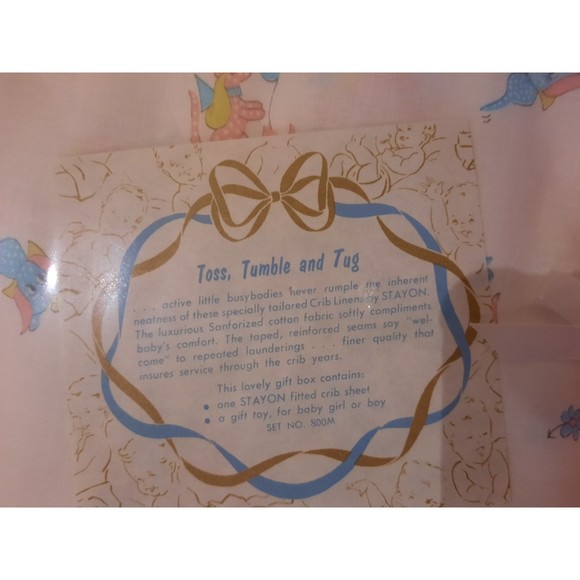 Toss, Tumble and Tug
. . . active little busybodies never rumple the inherent
neatness of these specially tailored Crib Linens by STAYON.
The luxurious Sanforized cotton fabric softly compliments
baby's comfort. The taped, reinforced seams say "wel-
come" to repeated launderings . . . finer quality that
insures service through the crib years.
This lovely gift box contains:
• one STAYON fitted crib sheet
• a gift toy, for baby girl or boy
SET NO. 800M